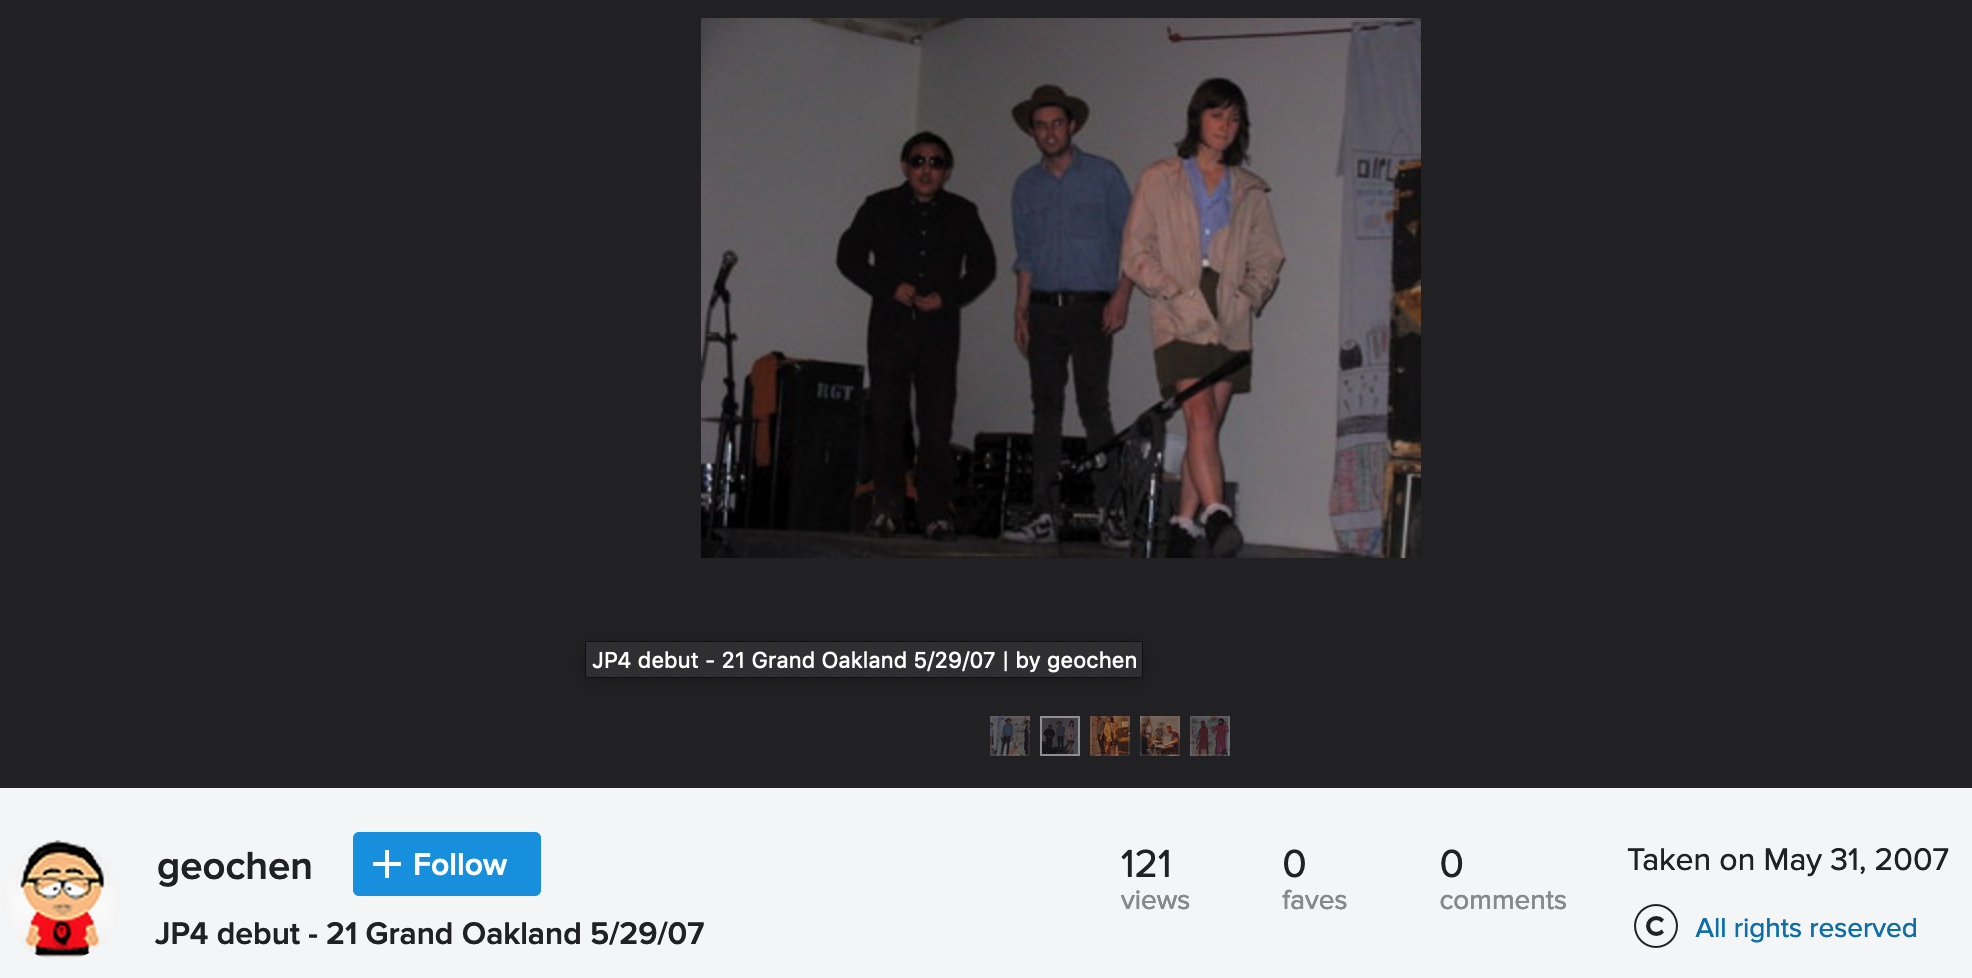 RGT
JP4 debut - 21 Grand Oakland 5/29/07 | by geochen
geochen
+ Follow
JP4 debut - 21 Grand Oakland 5/29/07
121
views
0
faves
0
comments
Taken on May 31, 2007
C All rights reserved